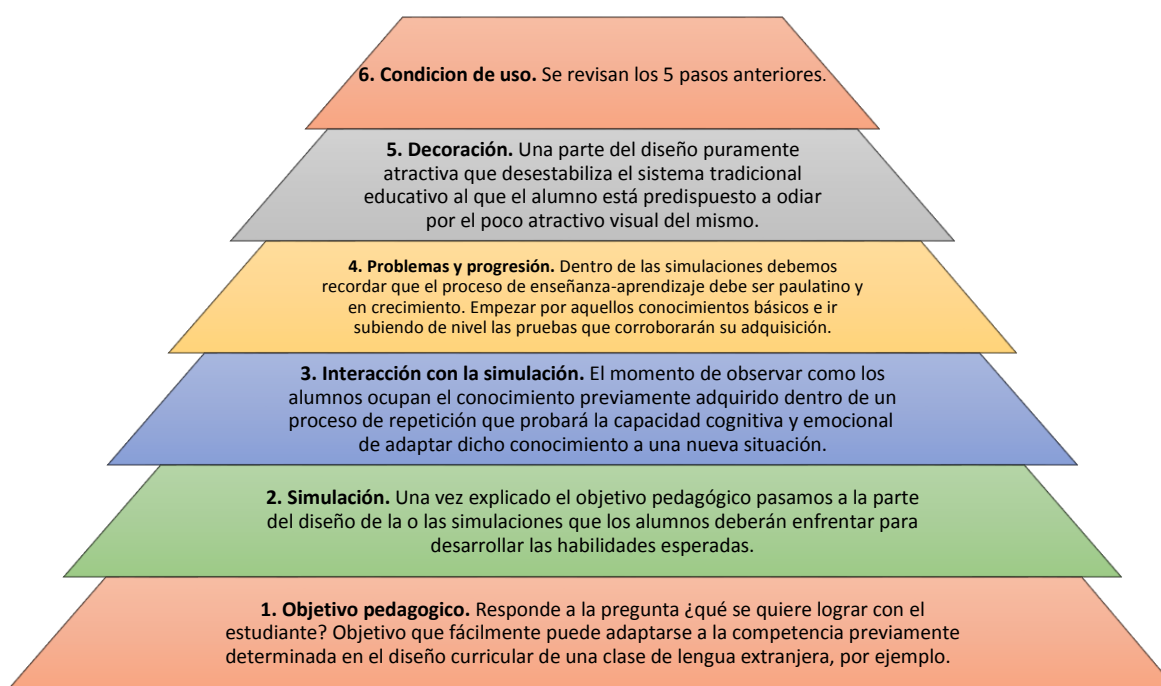 6. Condicion de uso. Se revisan los 5 pasos anteriores.
5. Decoración. Una parte del diseño puramente
atractiva que desestabiliza el sistema tradicional
educativo al que el alumno está predispuesto a odiar
por el poco atractivo visual del mismo.
4. Problemas y progresión. Dentro de las simulaciones debemos
recordar que el proceso de enseñanza-aprendizaje debe ser paulatino y
en crecimiento. Empezar por aquellos conocimientos básicos e ir
subiendo de nivel las pruebas que corroborarán su adquisición.
3. Interacción con la simulación. El momento de observar como los
alumnos ocupan el conocimiento previamente adquirido dentro de un
proceso de repetición que probará la capacidad cognitiva y emocional
de adaptar dicho conocimiento a una nueva situación.
2. Simulación. Una vez explicado el objetivo pedagógico pasamos a la parte
del diseño de la o las simulaciones que los alumnos deberán enfrentar para
desarrollar las habilidades esperadas.
1. Objetivo pedagogico. Responde a la pregunta ¿qué se quiere lograr con el
estudiante? Objetivo que fácilmente puede adaptarse a la competencia previamente
determinada en el diseño curricular de una clase de lengua extranjera, por ejemplo.